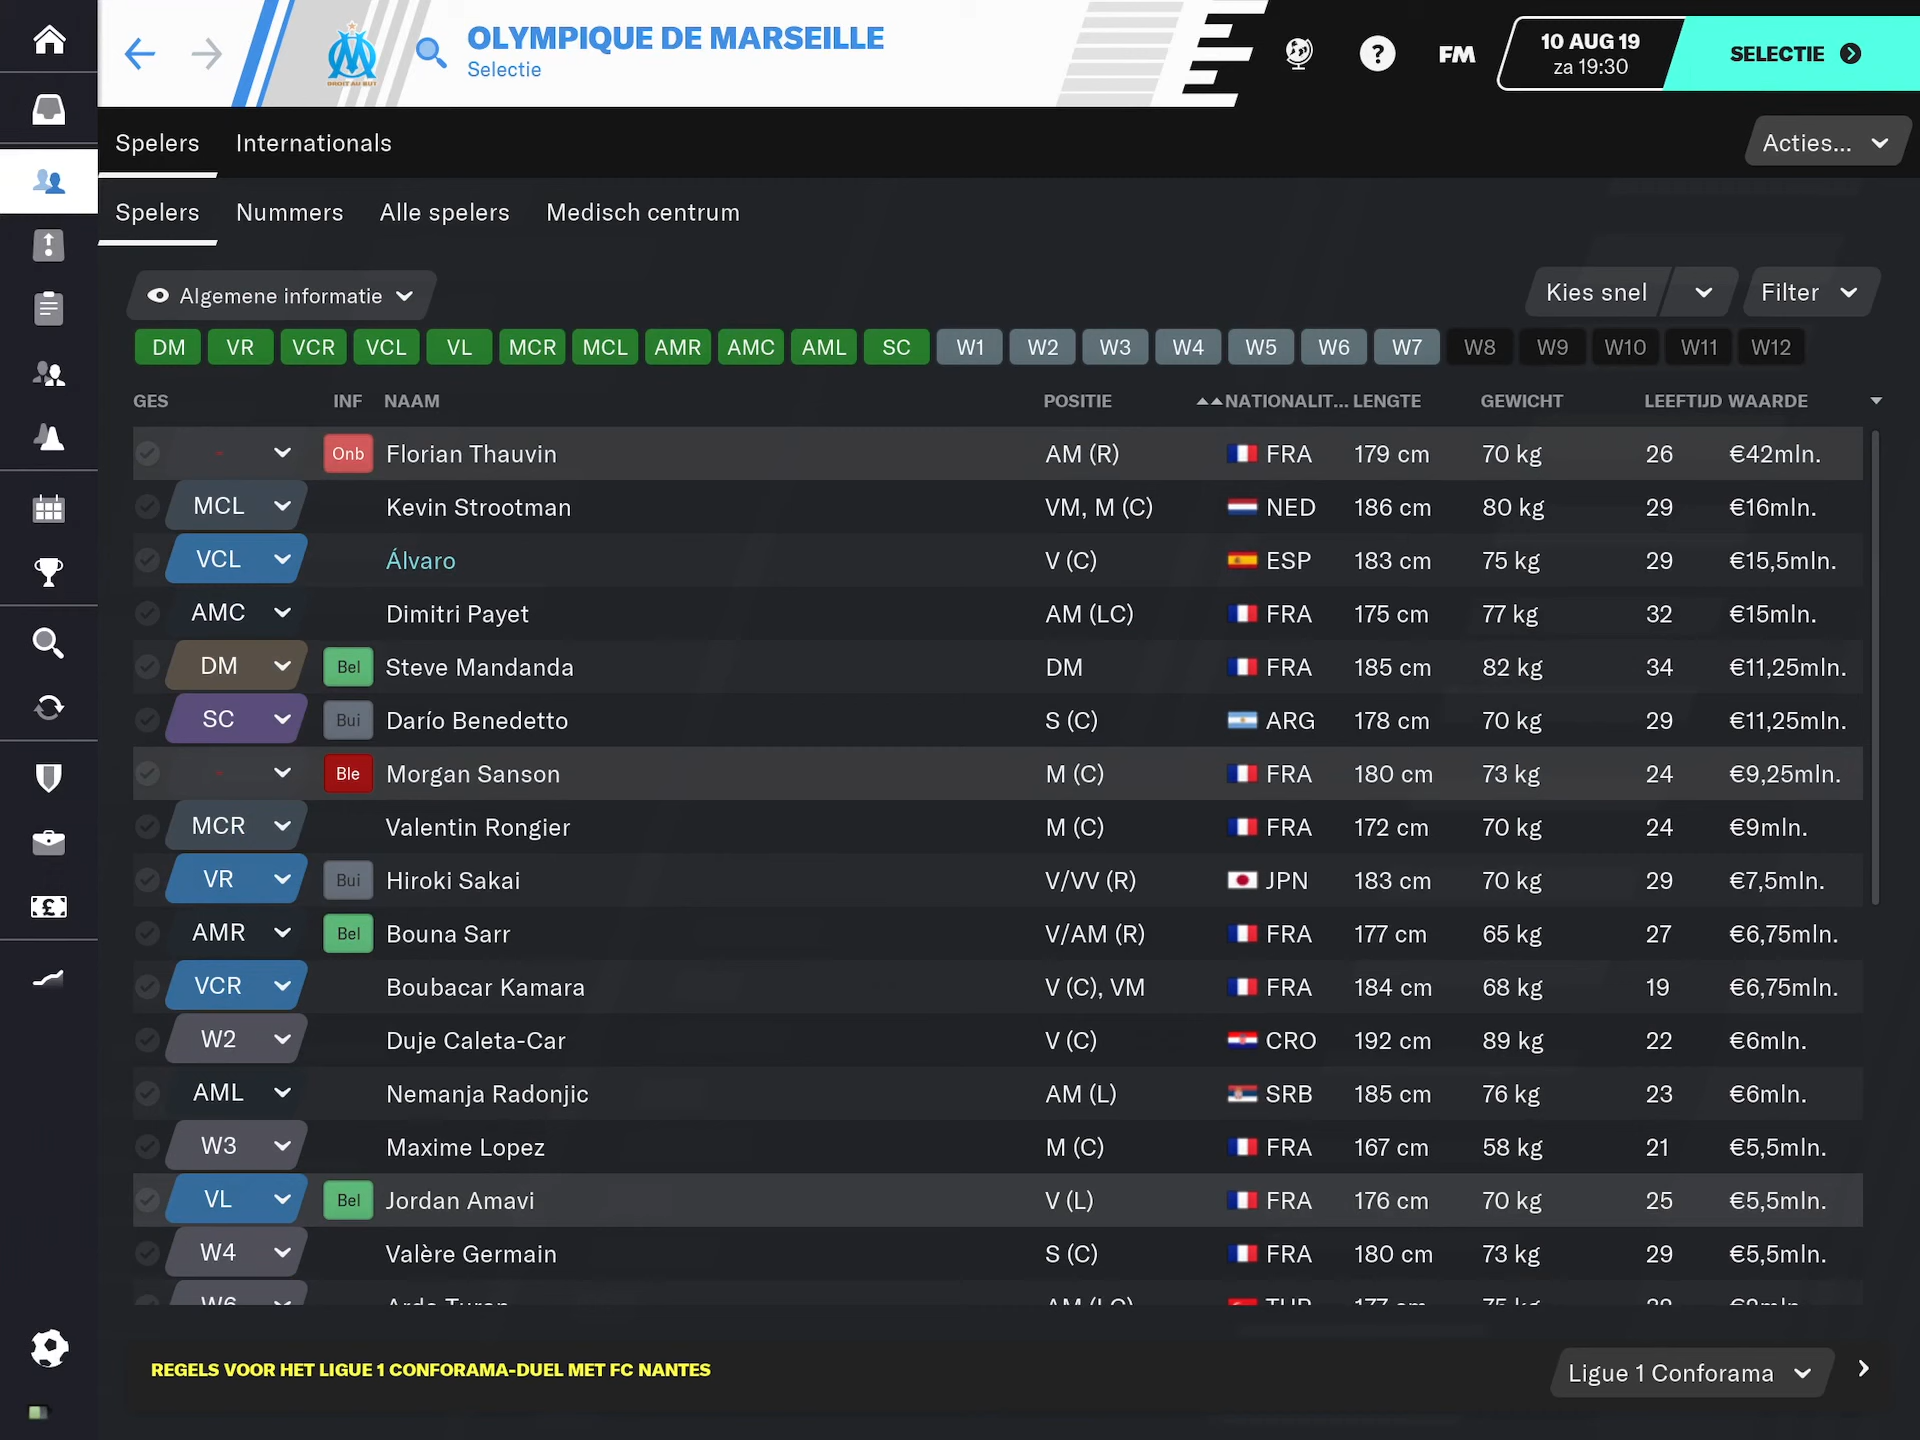 OLYMPIQUE DE MARSEILLE
Selectie
FM
10 AUG 19
za 19:30
SELECTIE
Spelers Internationals
Acties...
Spelers Nummers Alle spelers Medisch centrum
Algemene informatie
Kies snel
Filter
DM VR VCR VCL VL MCR MCL AMR AMC AML SC W1 W2 W3 W4 W5 W6 W7 W8 W9 W10 W11 W12
GES INF NAAM POSITIE NATIONALIT... LENGTE GEWICHT LEEFTIJD WAARDE
- Onb Florian Thauvin AM (R) FRA 179 cm 70 kg 26 €42mln.
MCL Kevin Strootman VM, M (C) NED 186 cm 80 kg 29 €16mln.
VCL Álvaro V (C) ESP 183 cm 75 kg 29 €15,5mln.
AMC Dimitri Payet AM (LC) FRA 175 cm 77 kg 32 €15mln.
DM Bel Steve Mandanda DM FRA 185 cm 82 kg 34 €11,25mln.
SC Bui Darío Benedetto S (C) ARG 178 cm 70 kg 29 €11,25mln.
- Ble Morgan Sanson M (C) FRA 180 cm 73 kg 24 €9,25mln.
MCR Valentin Rongier M (C) FRA 172 cm 70 kg 24 €9mln.
VR Bui Hiroki Sakai V/VV (R) JPN 183 cm 70 kg 29 €7,5mln.
AMR Bel Bouna Sarr V/AM (R) FRA 177 cm 65 kg 27 €6,75mln.
VCR Boubacar Kamara V (C), VM FRA 184 cm 68 kg 19 €6,75mln.
W2 Duje Caleta-Car V (C) CRO 192 cm 89 kg 22 €6mln.
AML Nemanja Radonjic AM (L) SRB 185 cm 76 kg 23 €6mln.
W3 Maxime Lopez M (C) FRA 167 cm 58 kg 21 €5,5mln.
VL Bel Jordan Amavi V (L) FRA 176 cm 70 kg 25 €5,5mln.
W4 Valère Germain S (C) FRA 180 cm 73 kg 29 €5,5mln.
REGELS VOOR HET LIGUE 1 CONFORAMA-DUEL MET FC NANTES
Ligue 1 Conforama